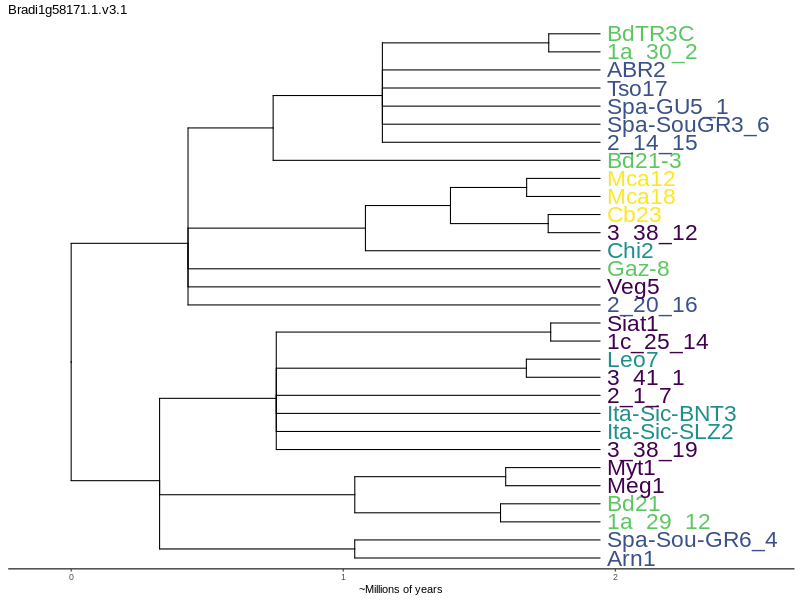 Bradi1g58171.1.v3.1
BdTR3C
1a_30_2
ABR2
Tso17
Spa-GU5_1
Spa-SouGR3_6
2_14_15
Bd21-3
Mca12
Mca18
Cb23
3_38_12
Chi2
Gaz-8
Veg5
2_20_16
Siat1
1c_25_14
Leo7
3_41_1
2_1_7
Ita-Sic-BNT3
Ita-Sic-SLZ2
3_38_19
Myt1
Meg1
Bd21
1a_29_12
Spa-Sou-GR6_4
Arn1
0 1 2
~Millions of years